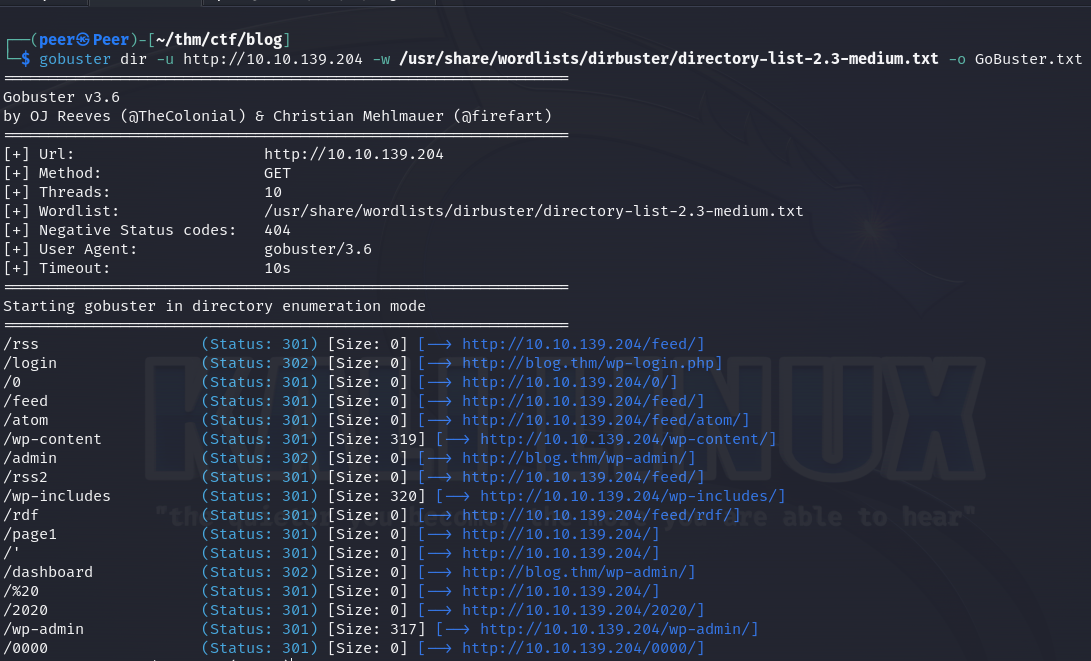 ┌──(peer㉿Peer)-[~/thm/ctf/blog]
└─$ gobuster dir -u http://10.10.139.204 -w /usr/share/wordlists/dirbuster/directory-list-2.3-medium.txt -o GoBuster.txt
===============================================================
Gobuster v3.6
by OJ Reeves (@TheColonial) & Christian Mehlmauer (@firefart)
===============================================================
[+] Url:                     http://10.10.139.204
[+] Method:                  GET
[+] Threads:                 10
[+] Wordlist:                /usr/share/wordlists/dirbuster/directory-list-2.3-medium.txt
[+] Negative Status codes:   404
[+] User Agent:              gobuster/3.6
[+] Timeout:                 10s
===============================================================
Starting gobuster in directory enumeration mode
===============================================================
/rss                  (Status: 301) [Size: 0] [--> http://10.10.139.204/feed/]
/login                (Status: 302) [Size: 0] [--> http://blog.thm/wp-login.php]
/0                    (Status: 301) [Size: 0] [--> http://10.10.139.204/0/]
/feed                 (Status: 301) [Size: 0] [--> http://10.10.139.204/feed/]
/atom                 (Status: 301) [Size: 0] [--> http://10.10.139.204/feed/atom/]
/wp-content           (Status: 301) [Size: 319] [--> http://10.10.139.204/wp-content/]
/admin                (Status: 302) [Size: 0] [--> http://blog.thm/wp-admin/]
/rss2                 (Status: 301) [Size: 0] [--> http://10.10.139.204/feed/]
/wp-includes          (Status: 301) [Size: 320] [--> http://10.10.139.204/wp-includes/]
/rdf                  (Status: 301) [Size: 0] [--> http://10.10.139.204/feed/rdf/]
/page1                (Status: 301) [Size: 0] [--> http://10.10.139.204/]
/'                    (Status: 301) [Size: 0] [--> http://10.10.139.204/]
/dashboard            (Status: 302) [Size: 0] [--> http://blog.thm/wp-admin/]
/%20                  (Status: 301) [Size: 0] [--> http://10.10.139.204/]
/2020                 (Status: 301) [Size: 0] [--> http://10.10.139.204/2020/]
/wp-admin             (Status: 301) [Size: 317] [--> http://10.10.139.204/wp-admin/]
/0000                 (Status: 301) [Size: 0] [--> http://10.10.139.204/0000/]